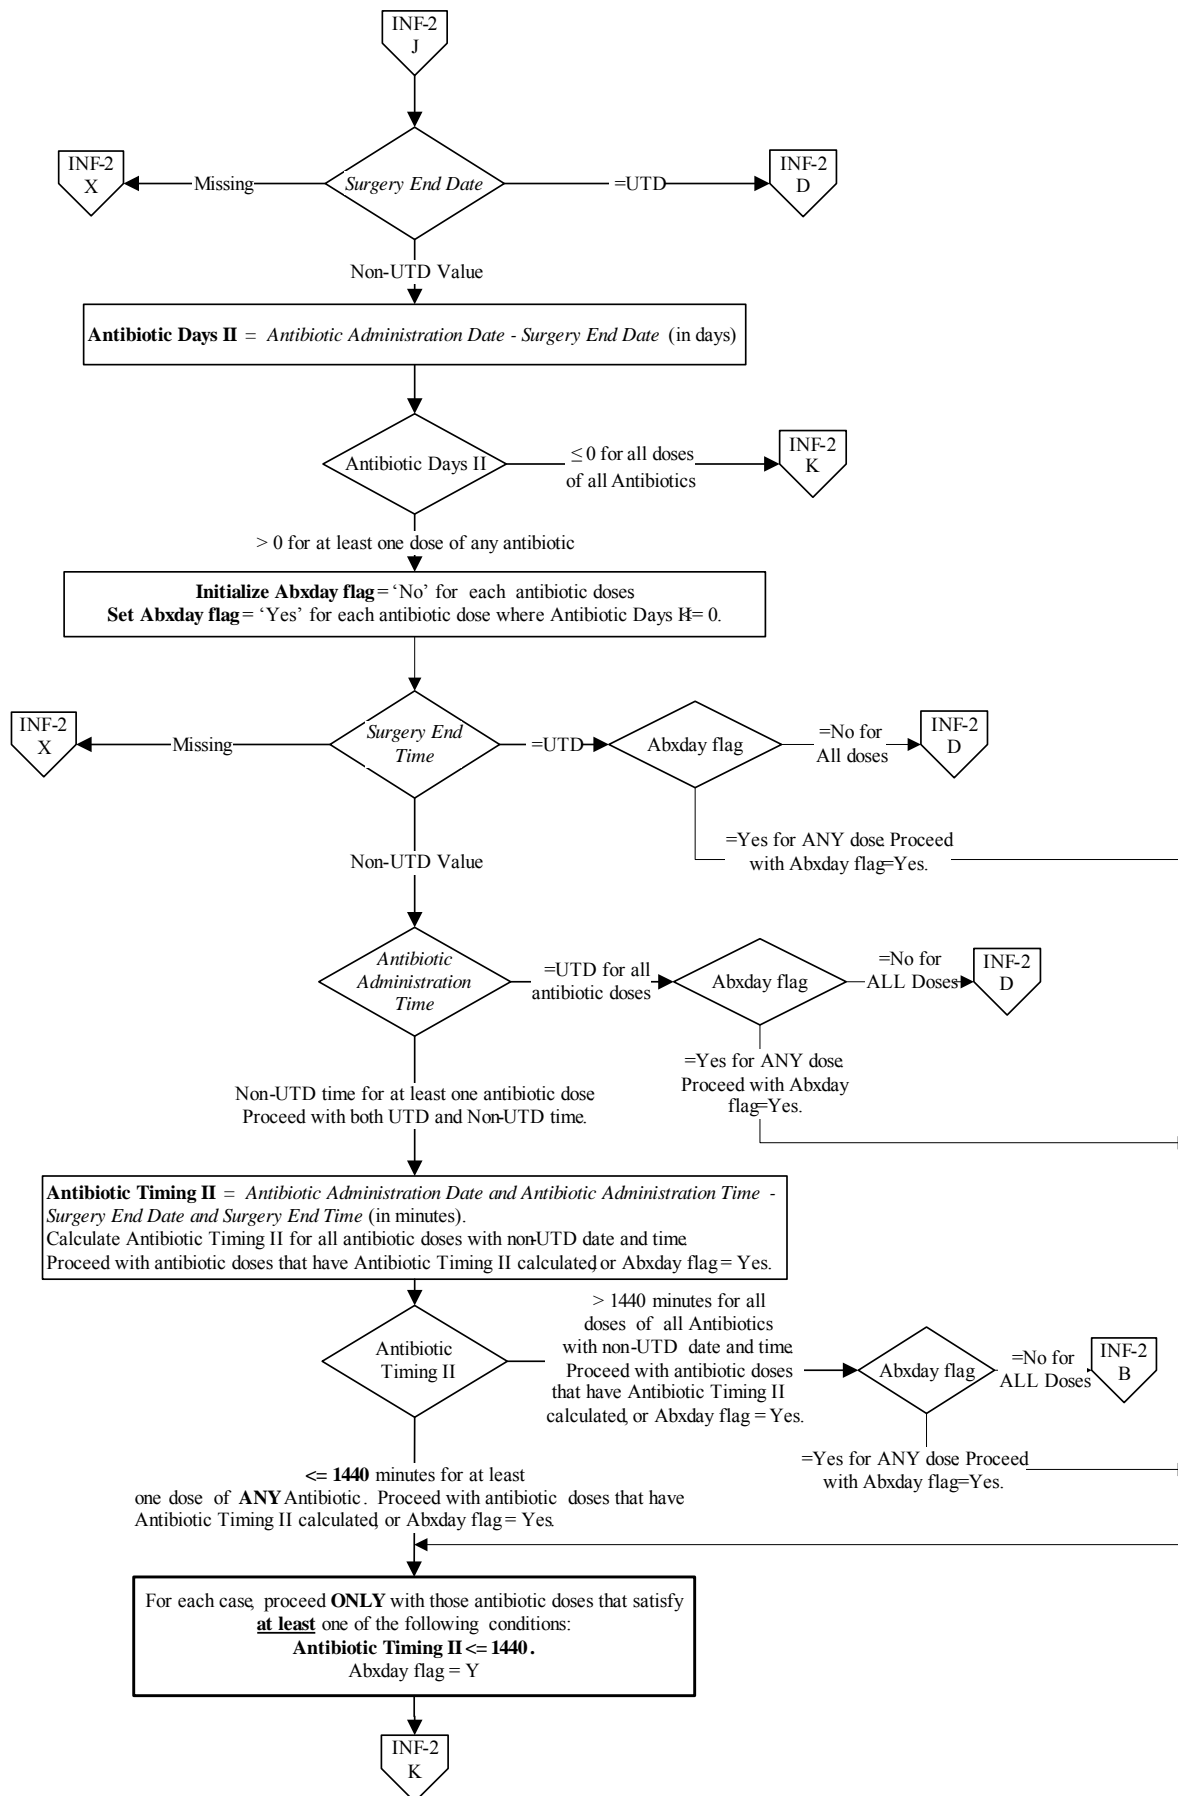 INF-2
J
INF-2
X
Missing
Surgery End Date
=UTD
INF-2
D
Non-UTD Value
Antibiotic Days II = Antibiotic Administration Date - Surgery End Date (in days)
Antibiotic Days II
≤ 0 for all doses
of all Antibiotics
INF-2
K
> 0 for at least one dose of any antibiotic
Initialize Abxday flag = ‘No’ for each antibiotic doses
Set Abxday flag = ‘Yes’ for each antibiotic dose where Antibiotic Days = 0.
INF-2
X
Missing
Surgery End
Time
=UTD
Abxday flag
=No for
All doses
INF-2
D
=Yes for ANY dose. Proceed
with Abxday flag=Yes.
Non-UTD Value
Antibiotic
Administration
Time
=UTD for all
antibiotic doses
Abxday flag
=No for
ALL Doses
INF-2
D
=Yes for ANY dose.
Proceed with Abxday
flag=Yes.
Non-UTD time for at least one antibiotic dose
Proceed with both UTD and Non-UTD time.
Antibiotic Timing II = Antibiotic Administration Date and Antibiotic Administration Time -
Surgery End Date and Surgery End Time (in minutes).
Calculate Antibiotic Timing II for all antibiotic doses with non-UTD date and time.
Proceed with antibiotic doses that have Antibiotic Timing II calculated, or Abxday flag = Yes.
Antibiotic
Timing II
> 1440 minutes for all
doses of all Antibiotics
with non-UTD date and time.
Proceed with antibiotic doses
that have Antibiotic Timing II
calculated, or Abxday flag = Yes.
Abxday flag
=No for
ALL Doses
INF-2
B
=Yes for ANY dose. Proceed
with Abxday flag=Yes.
<= 1440 minutes for at least
one dose of ANY Antibiotic. Proceed with antibiotic doses that have
Antibiotic Timing II calculated, or Abxday flag = Yes.
For each case, proceed ONLY with those antibiotic doses that satisfy
at least one of the following conditions:
Antibiotic Timing II <= 1440.
Abxday flag = Y
INF-2
K